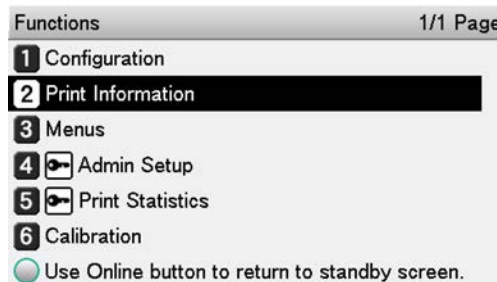 Functions 1/1 Page
1 Configuration
2 Print Information
3 Menus
4 Admin Setup
5 Print Statistics
6 Calibration
Use Online button to return to standby screen.